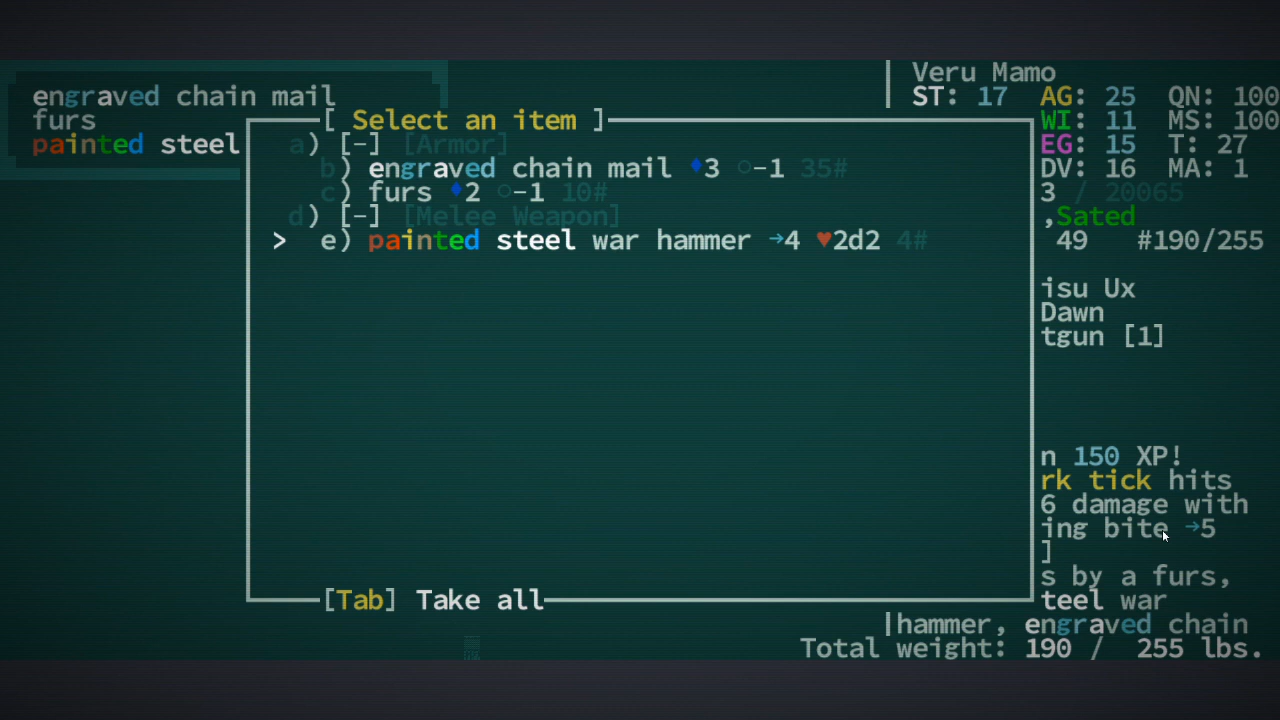 Veru Mamo
engraved chain mail
ST: 17 AG: 25 QN: 100
furs
[ Select an item ]
WI: 11 MS: 100
painted steel
a) [-] [Armor]
EG: 15 T: 27
b) engraved chain mail ♦3 ○-1 35#
DV: 16 MA: 1
c) furs ♦2 ○-1 10#
3 / 20065
d) [-] [Melee Weapon]
,Sated
> e) painted steel war hammer →4 ♥2d2 4#
49 #190/255
isu Ux
Dawn
tgun [1]
n 150 XP!
rk tick hits
6 damage with
ing bite →5
]
s by a furs,
[Tab] Take all
teel war
hammer, engraved chain
Total weight: 190 / 255 lbs.